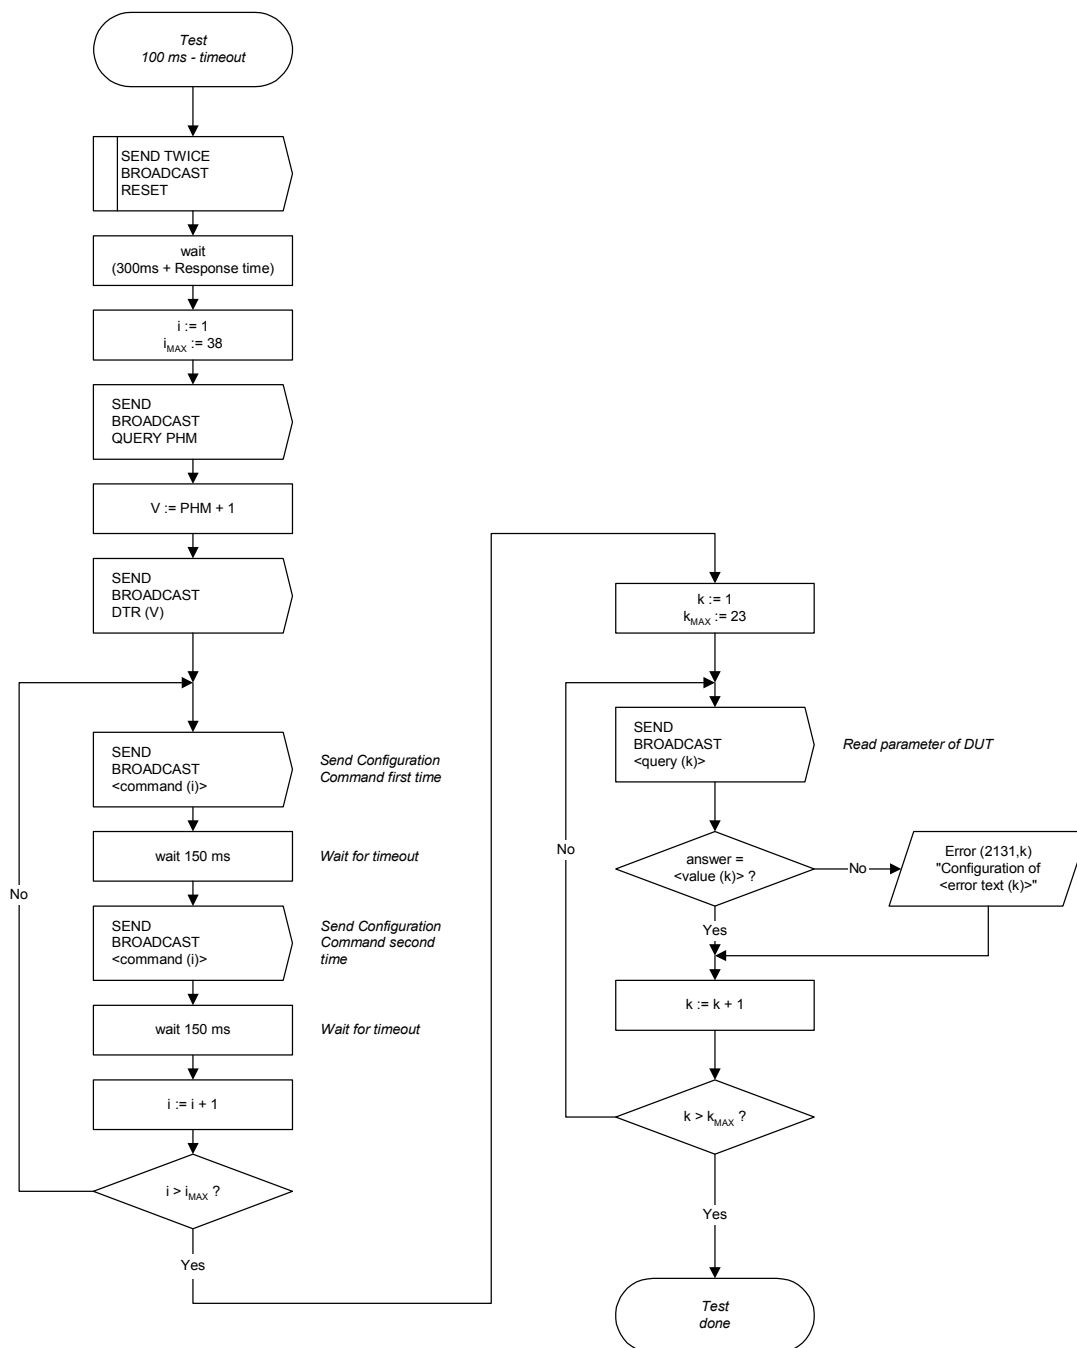 Test
100 ms - timeout
SEND TWICE
BROADCAST
RESET
wait
(300ms + Response time)
i := 1
iMAX := 38
SEND
BROADCAST
QUERY PHM
V := PHM + 1
SEND
BROADCAST
DTR (V)
SEND
BROADCAST
<command (i)>
Send Configuration
Command first time
wait 150 ms
Wait for timeout
No
SEND
BROADCAST
<command (i)>
Send Configuration
Command second
time
wait 150 ms
Wait for timeout
i := i + 1
i > iMAX ?
Yes
k := 1
kMAX := 23
SEND
BROADCAST
<query (k)>
Read parameter of DUT
No
answer =
<value (k)> ?
No
Error (2131,k)
"Configuration of
<error text (k)>"
Yes
k := k + 1
k > kMAX ?
Yes
Test
done